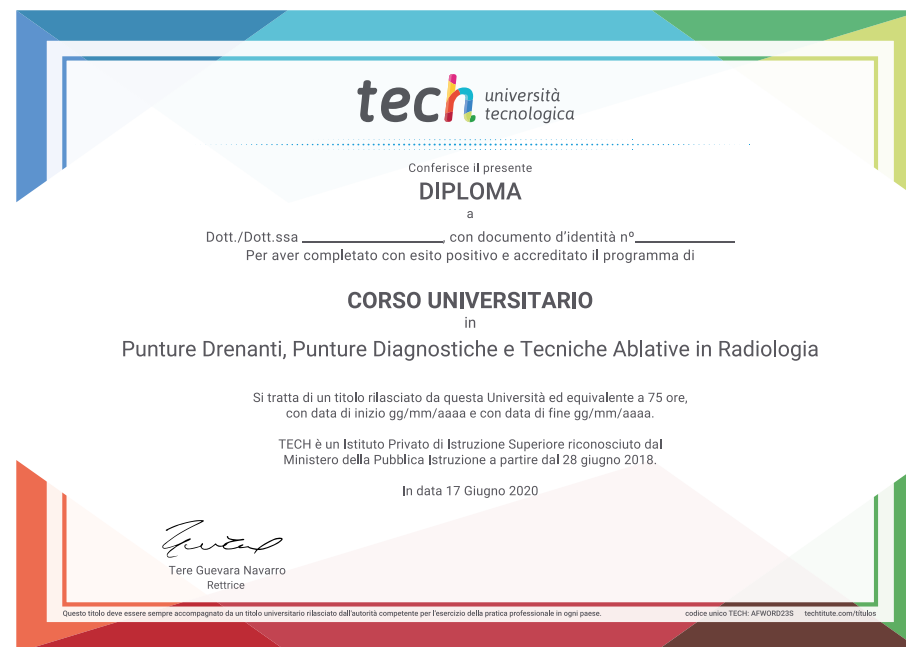 tech università
tecnologica
Conferisce il presente
DIPLOMA
a
Dott./Dott.ssa ____________________, con documento d'identità nº______________
Per aver completato con esito positivo e accreditato il programma di
CORSO UNIVERSITARIO
in
Punture Drenanti, Punture Diagnostiche e Tecniche Ablative in Radiologia
Si tratta di un titolo rilasciato da questa Università ed equivalente a 75 ore,
con data di inizio gg/mm/aaaa e con data di fine gg/mm/aaaa.
TECH è un Istituto Privato di Istruzione Superiore riconosciuto dal
Ministero della Pubblica Istruzione a partire dal 28 giugno 2018.
In data 17 Giugno 2020
Tere Guevara Navarro
Rettrice
Questo titolo deve essere sempre accompagnato da un titolo universitario rilasciato dall'autorità competente per l'esercizio della pratica professionale in ogni paese. codice unico TECH: AFWORD23S techtitute.com/titulos